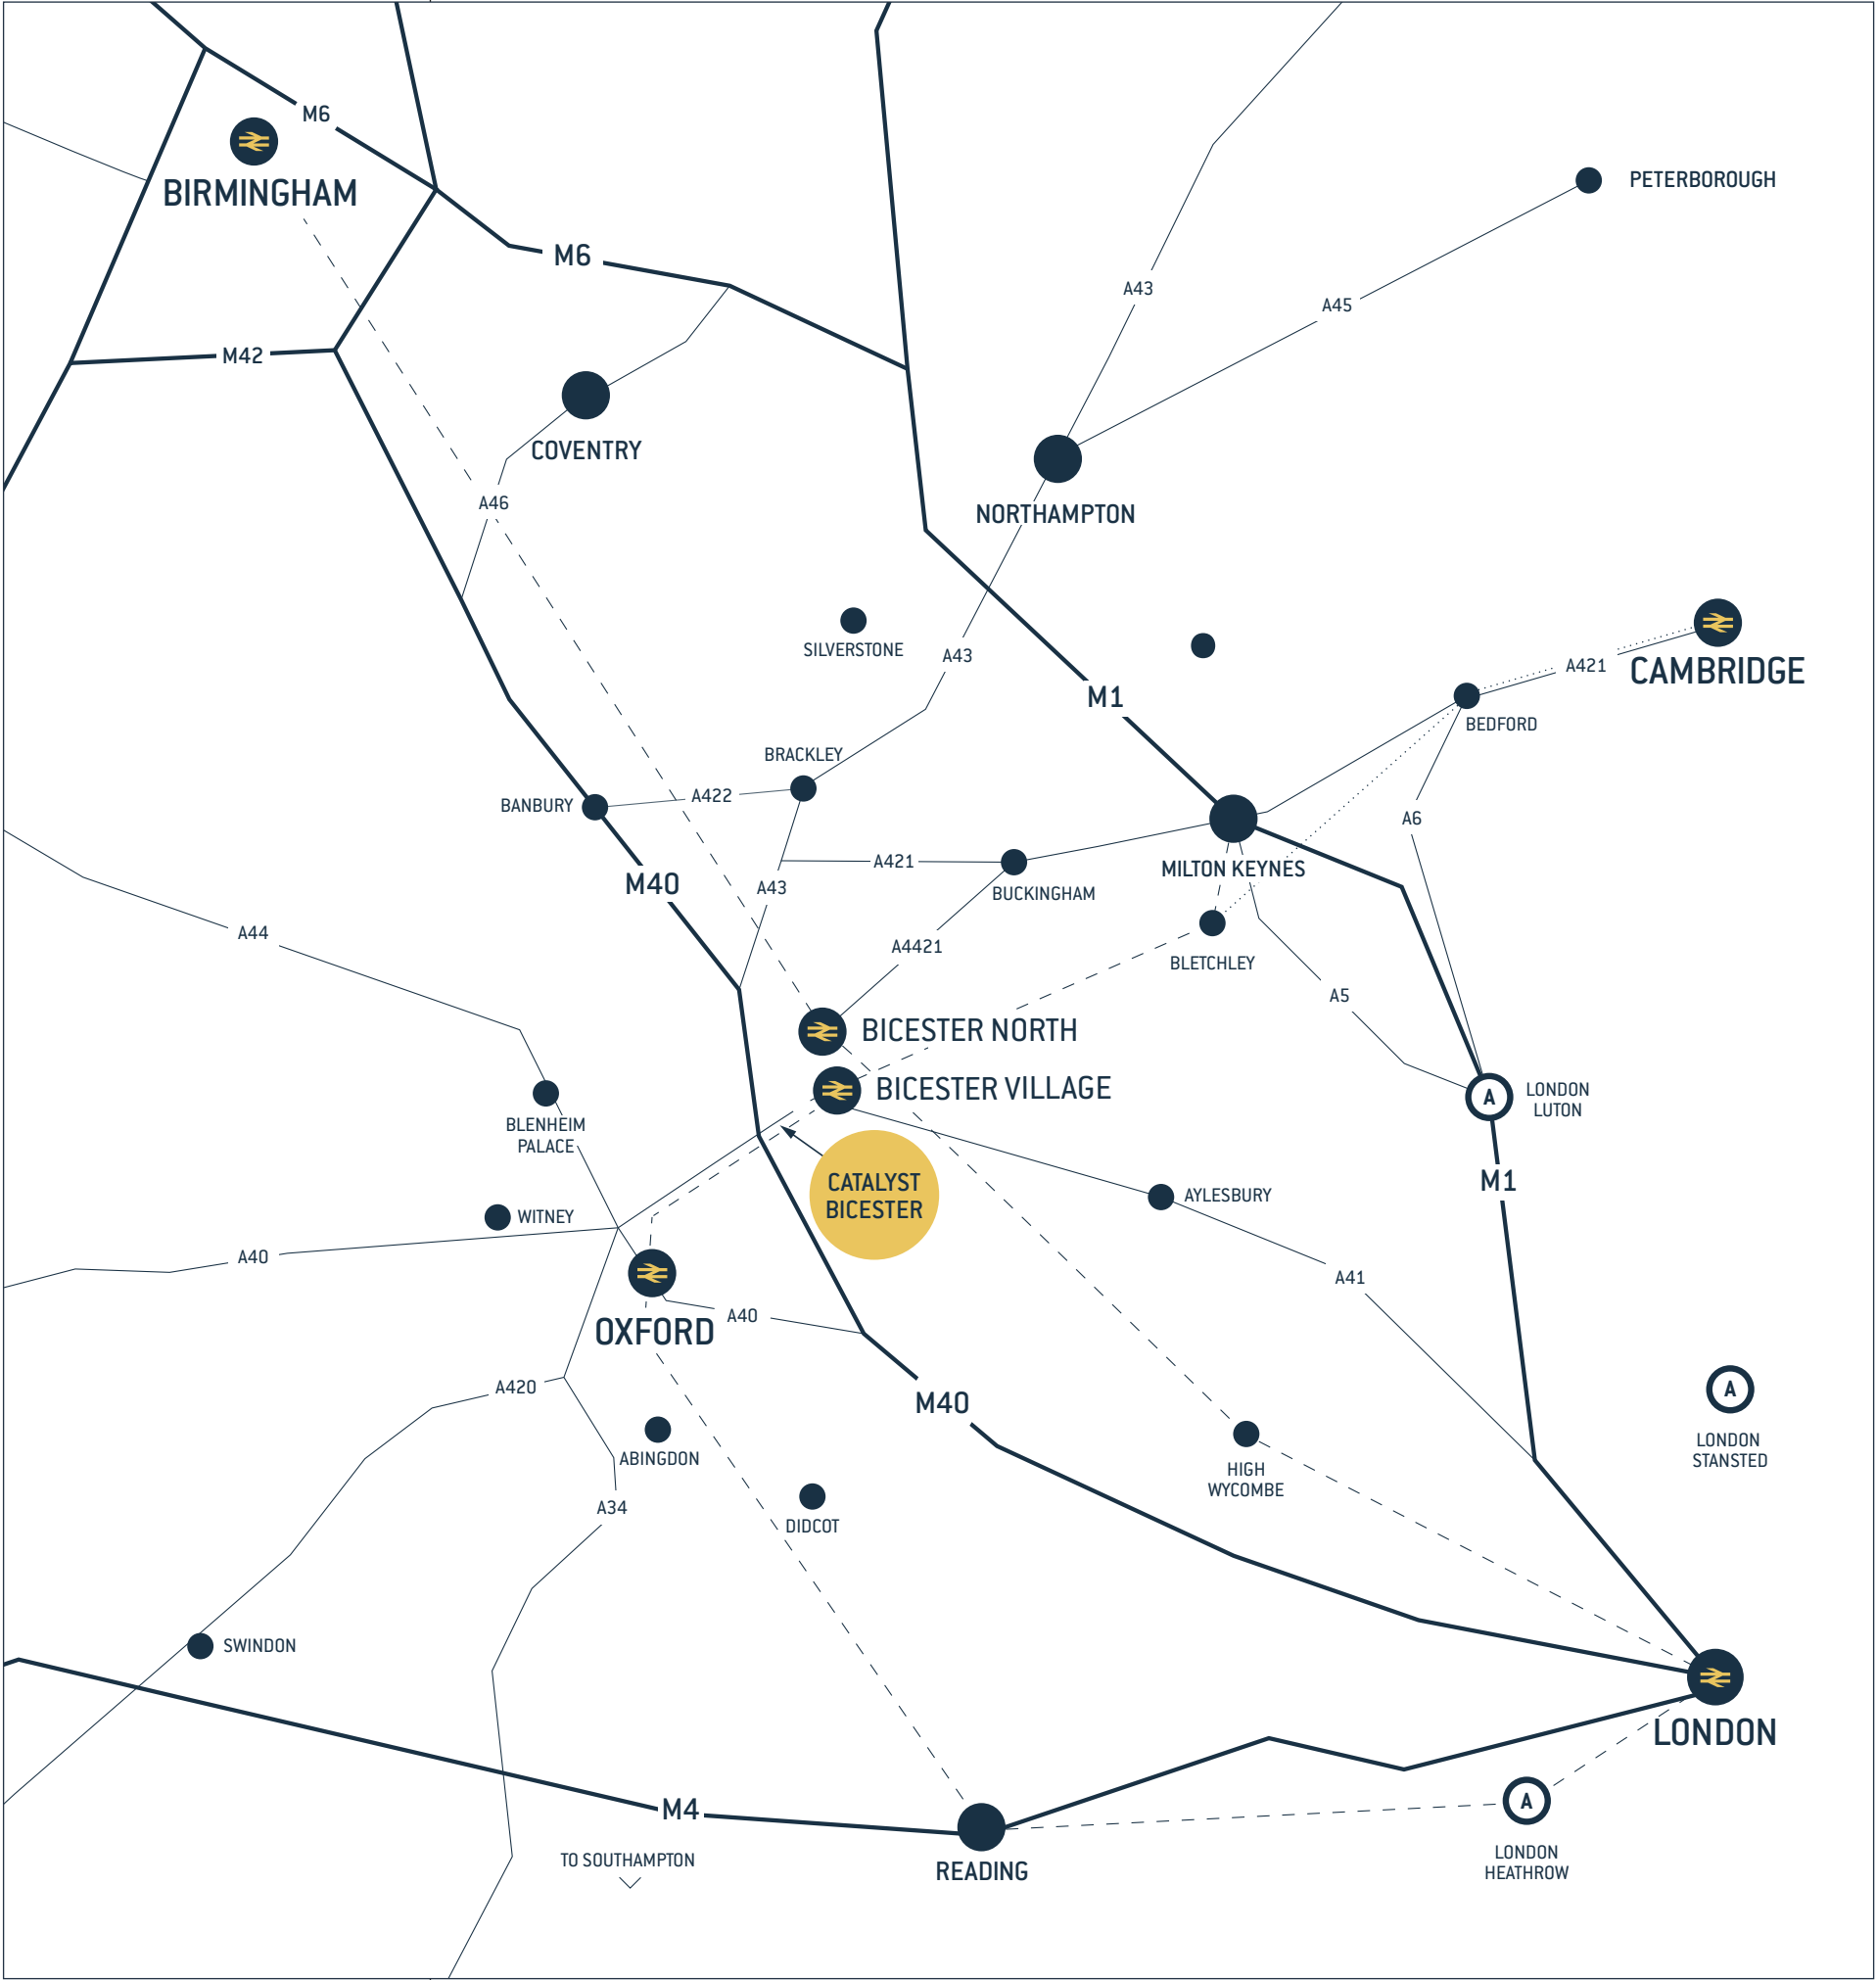 M6
BIRMINGHAM
PETERBOROUGH
M6
A43
A45
M42
COVENTRY
A46
NORTHAMPTON
SILVERSTONE
A43
A421
CAMBRIDGE
M1
BEDFORD
BRACKLEY
A422
BANBURY
A6
A421
MILTON KEYNES
M40
A43
BUCKINGHAM
A44
A4421
BLETCHLEY
A5
BICESTER NORTH
BICESTER VILLAGE
A
LONDON
LUTON
BLENHEIM
PALACE
CATALYST
BICESTER
M1
AYLESBURY
WITNEY
A40
A41
A40
OXFORD
A420
M40
A
LONDON
STANSTED
ABINGDON
HIGH
WYCOMBE
A34
DIDCOT
SWINDON
LONDON
M4
A
TO SOUTHAMPTON
READING
LONDON
HEATHROW